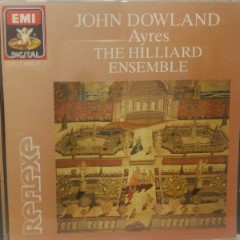 EMI
DIGITAL
JOHN DOWLAND
Ayres
THE HILLIARD
ENSEMBLE
Reflexe